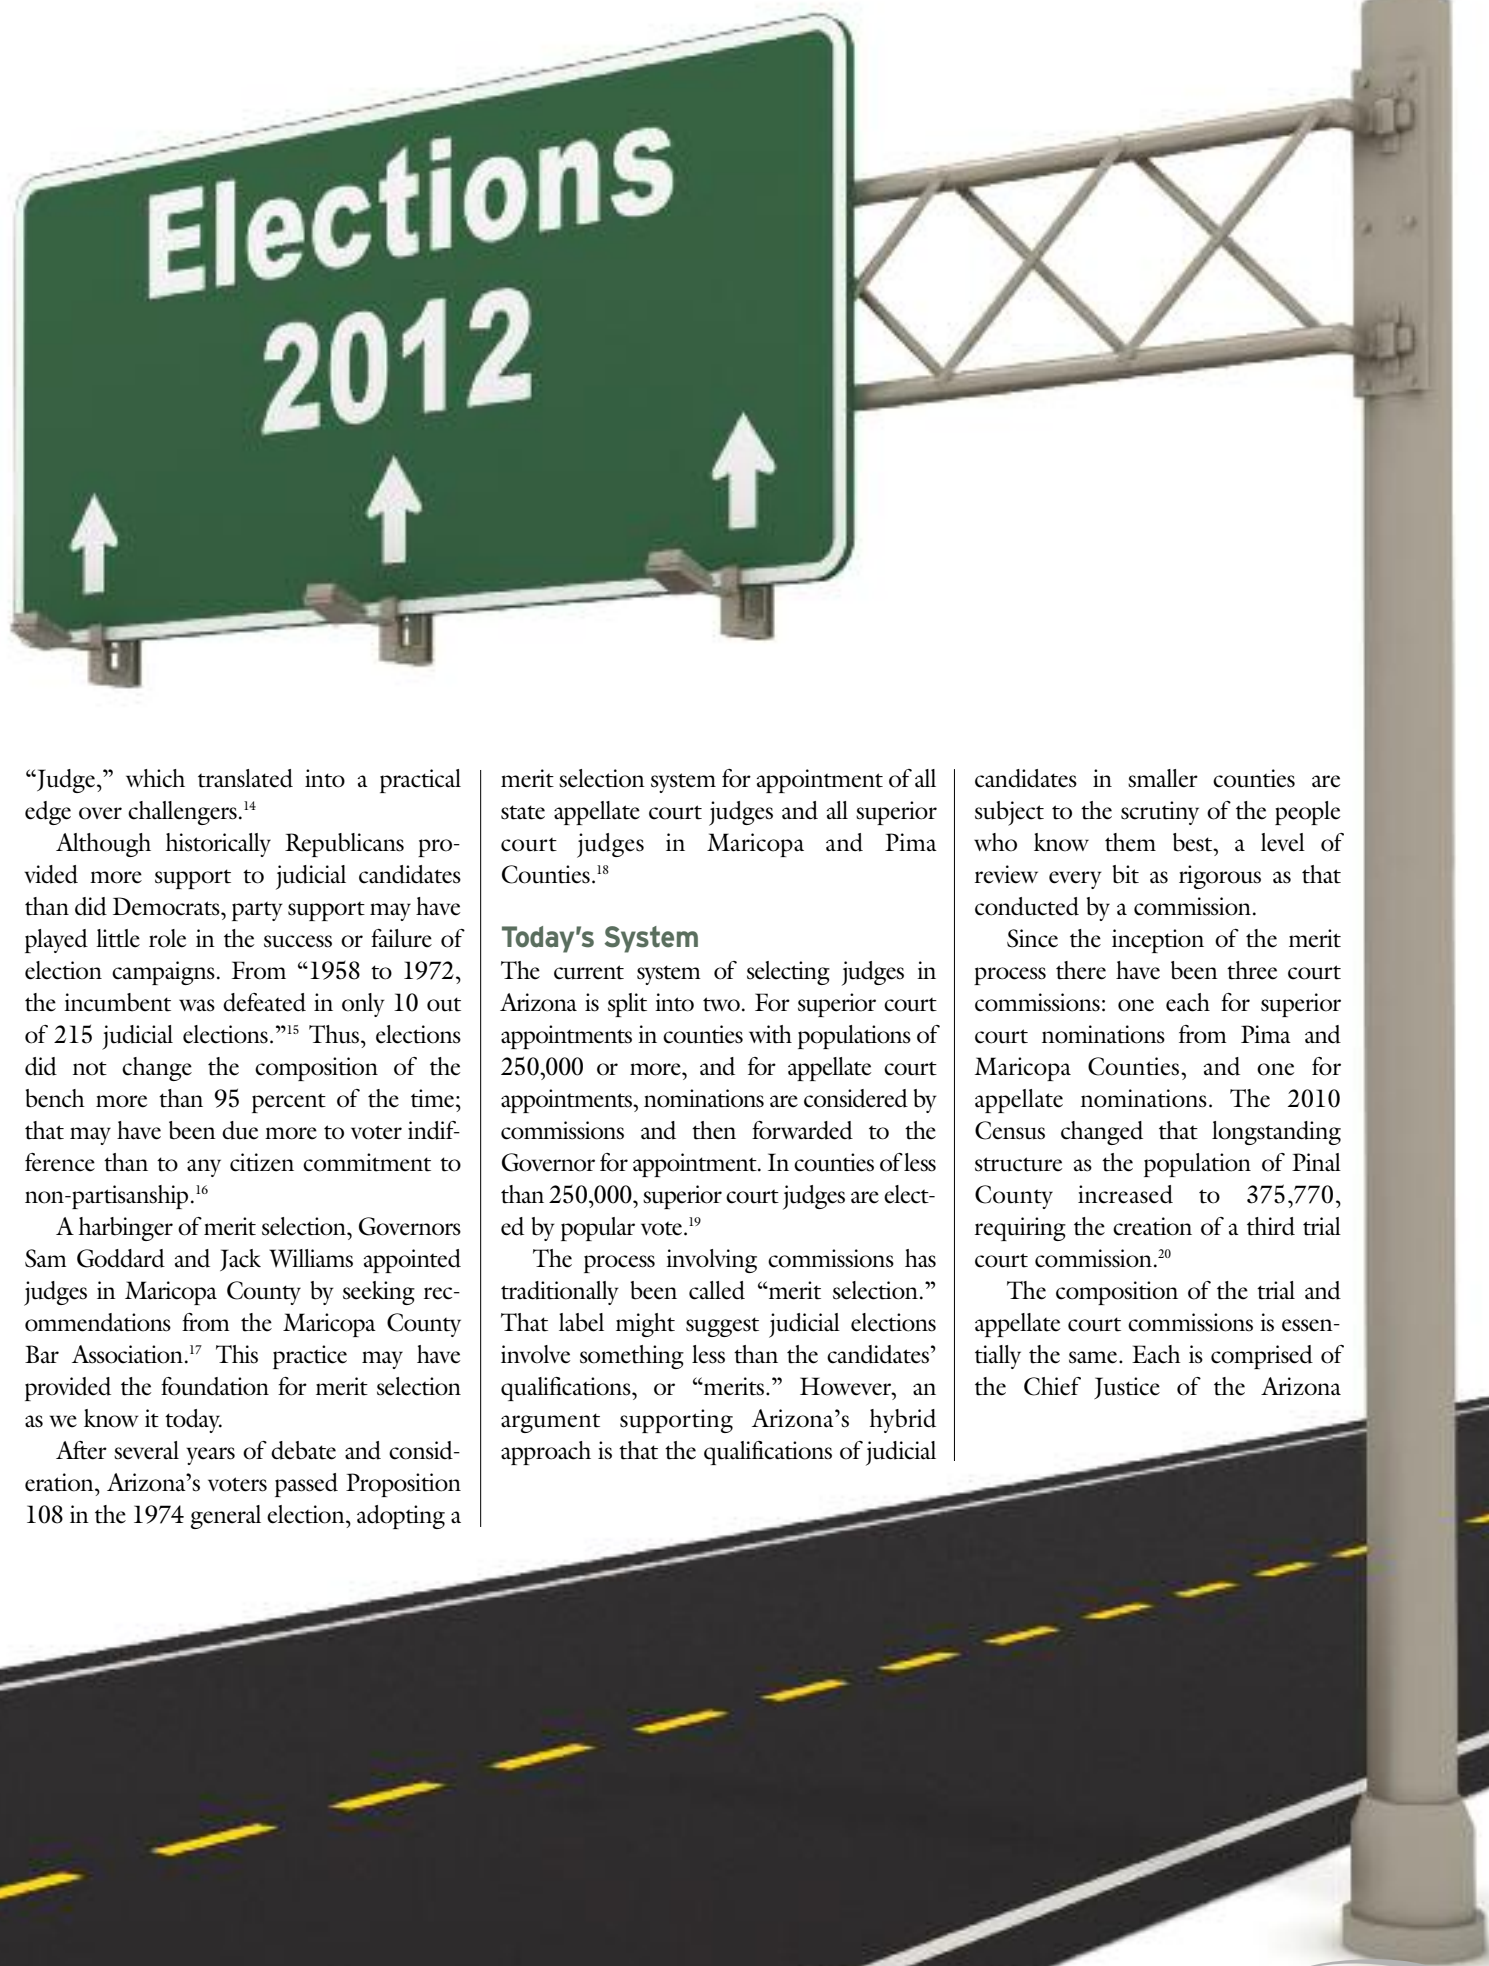 Elections
2012
“Judge,” which translated into a practical
edge over challengers.14
Although historically Republicans pro-
vided more support to judicial candidates
than did Democrats, party support may have
played little role in the success or failure of
election campaigns. From “1958 to 1972,
the incumbent was defeated in only 10 out
of 215 judicial elections.”15 Thus, elections
did not change the composition of the
bench more than 95 percent of the time;
that may have been due more to voter indif-
ference than to any citizen commitment to
non-partisanship.16
A harbinger of merit selection, Governors
Sam Goddard and Jack Williams appointed
judges in Maricopa County by seeking rec-
ommendations from the Maricopa County
Bar Association.17 This practice may have
provided the foundation for merit selection
as we know it today.
After several years of debate and consid-
eration, Arizona’s voters passed Proposition
108 in the 1974 general election, adopting a
merit selection system for appointment of all
state appellate court judges and all superior
court judges in Maricopa and Pima
Counties.18
Today’s System
The current system of selecting judges in
Arizona is split into two. For superior court
appointments in counties with populations of
250,000 or more, and for appellate court
appointments, nominations are considered by
commissions and then forwarded to the
Governor for appointment. In counties of less
than 250,000, superior court judges are elect-
ed by popular vote.19
The process involving commissions has
traditionally been called “merit selection.”
That label might suggest judicial elections
involve something less than the candidates’
qualifications, or “merits.” However, an
argument supporting Arizona’s hybrid
approach is that the qualifications of judicial
candidates in smaller counties are
subject to the scrutiny of the people
who know them best, a level of
review every bit as rigorous as that
conducted by a commission.
Since the inception of the merit
process there have been three court
commissions: one each for superior
court nominations from Pima and
Maricopa Counties, and one for
appellate nominations. The 2010
Census changed that longstanding
structure as the population of Pinal
County increased to 375,770,
requiring the creation of a third trial
court commission.20
The composition of the trial and
appellate court commissions is essen-
tially the same. Each is comprised of
the Chief Justice of the Arizona